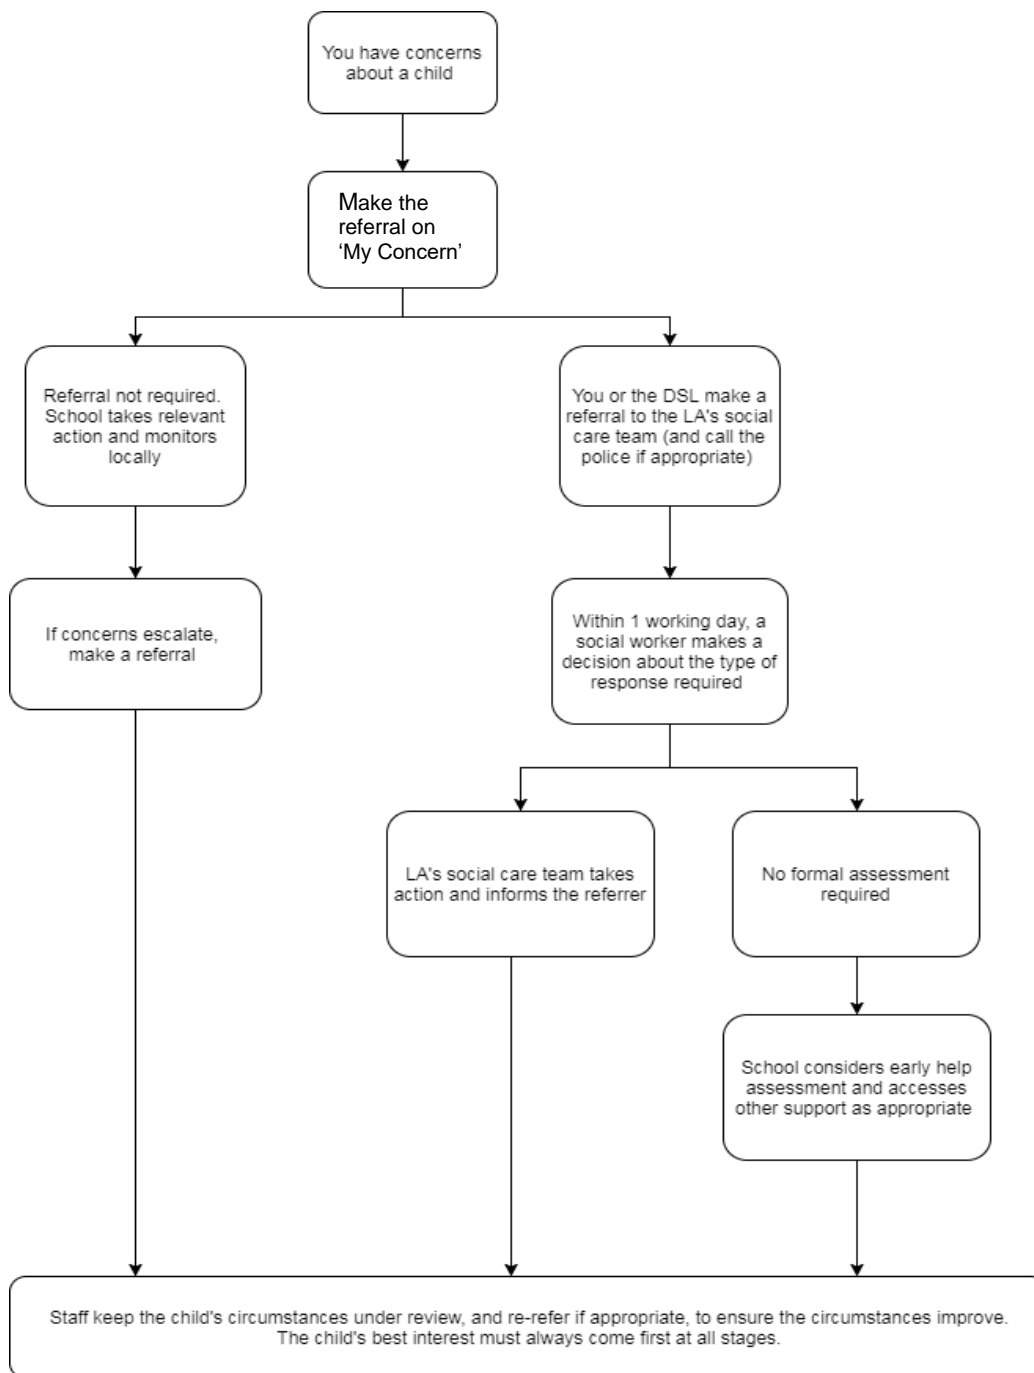 You have concerns
about a child
Make the
referral on
‘My Concern’
Referral not required.
School takes relevant
action and monitors
locally
You or the DSL make a
referral to the LA's social
care team (and call the
police if appropriate)
If concerns escalate,
make a referral
Within 1 working day, a
social worker makes a
decision about the type of
response required
LA's social care team takes
action and informs the referrer
No formal assessment
required
School considers early help
assessment and accesses
other support as appropriate
Staff keep the child's circumstances under review, and re-refer if appropriate, to ensure the circumstances improve.
The child's best interest must always come first at all stages.